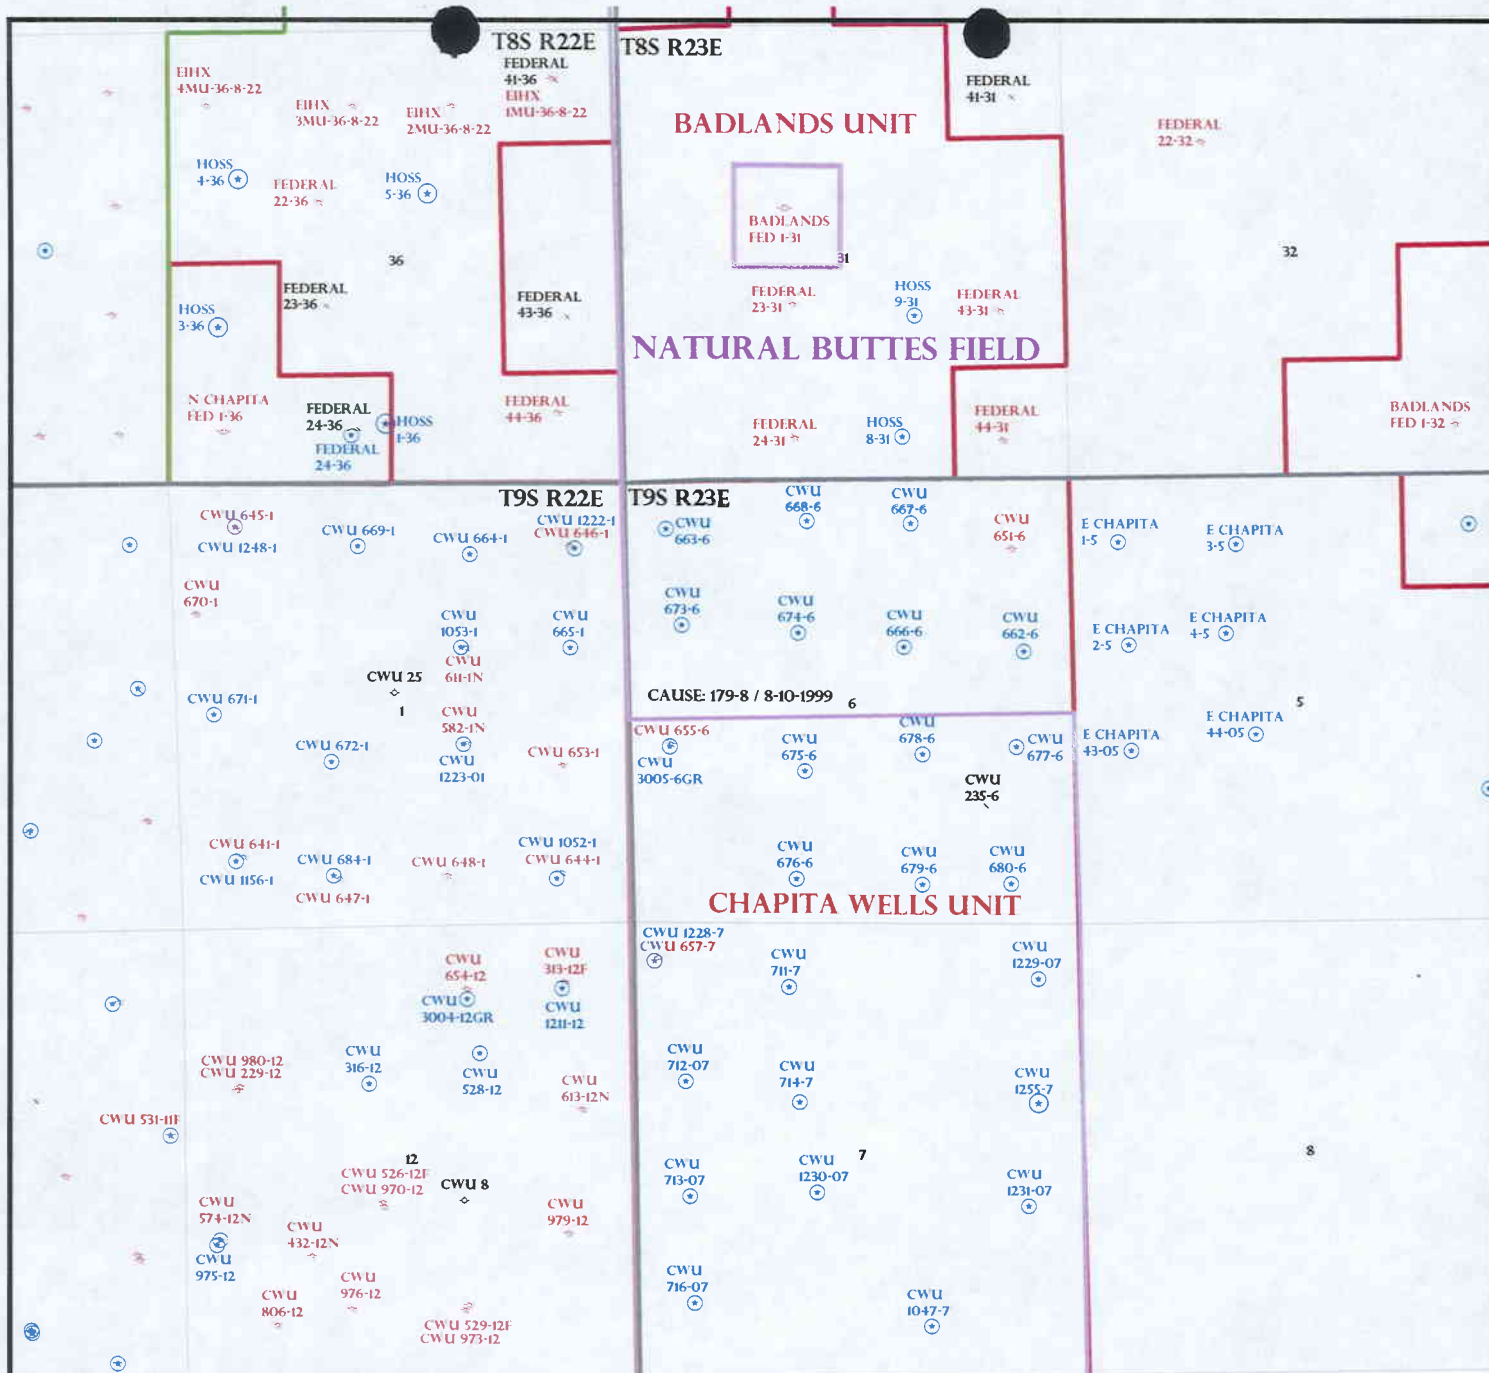 T8S R22E
T8S R23E
FEDERAL
41-36
EIHX
1MU-36-8-22
EIHX
4MU-36-8-22
EIHX
3MU-36-8-22
EIHX
2MU-36-8-22
FEDERAL
41-31
BADLANDS UNIT
FEDERAL
22-32
HOSS
4-36
FEDERAL
22-36
HOSS
5-36
BADLANDS
FED 1-31
36
31
32
FEDERAL
23-36
FEDERAL
43-36
FEDERAL
23-31
HOSS
9-31
FEDERAL
43-31
HOSS
3-36
NATURAL BUTTES FIELD
N CHAPITA
FED 1-36
FEDERAL
24-36
HOSS
1-36
FEDERAL
24-36
FEDERAL
44-36
FEDERAL
24-31
HOSS
8-31
FEDERAL
44-31
BADLANDS
FED 1-32
T9S R22E
T9S R23E
CWU 645-1
CWU 1248-1
CWU 669-1
CWU 664-1
CWU 1222-1
CWU 646-1
CWU
663-6
CWU
668-6
CWU
667-6
CWU
651-6
E CHAPITA
1-5
E CHAPITA
3-5
CWU
670-1
CWU
1053-1
CWU
611-1N
CWU
665-1
CWU
673-6
CWU
674-6
CWU
666-6
CWU
662-6
E CHAPITA
2-5
E CHAPITA
4-5
CWU 25
1
CWU 671-1
CWU
582-1N
CWU
1223-01
CWU 672-1
CWU 653-1
CAUSE: 179-8 / 8-10-1999
6
5
CWU 655-6
CWU
3005-6GR
CWU
675-6
CWU
678-6
CWU
677-6
E CHAPITA
43-05
E CHAPITA
44-05
CWU
235-6
CWU 641-1
CWU 1156-1
CWU 684-1
CWU 647-1
CWU 648-1
CWU 1052-1
CWU 644-1
CWU
676-6
CWU
679-6
CWU
680-6
CHAPITA WELLS UNIT
CWU 1228-7
CWU 657-7
CWU
711-7
CWU
1229-07
CWU
654-12
CWU
3004-12GR
CWU
313-12F
CWU
1211-12
CWU 980-12
CWU 229-12
CWU
316-12
CWU
528-12
CWU
613-12N
CWU
712-07
CWU
714-7
CWU
1255-7
CWU 531-11F
12
7
8
CWU 526-12F
CWU 970-12
CWU 8
CWU
713-07
CWU
1230-07
CWU
1231-07
CWU
574-12N
CWU
975-12
CWU
432-12N
CWU
979-12
CWU
806-12
CWU
976-12
CWU 529-12F
CWU 973-12
CWU
716-07
CWU
1047-7